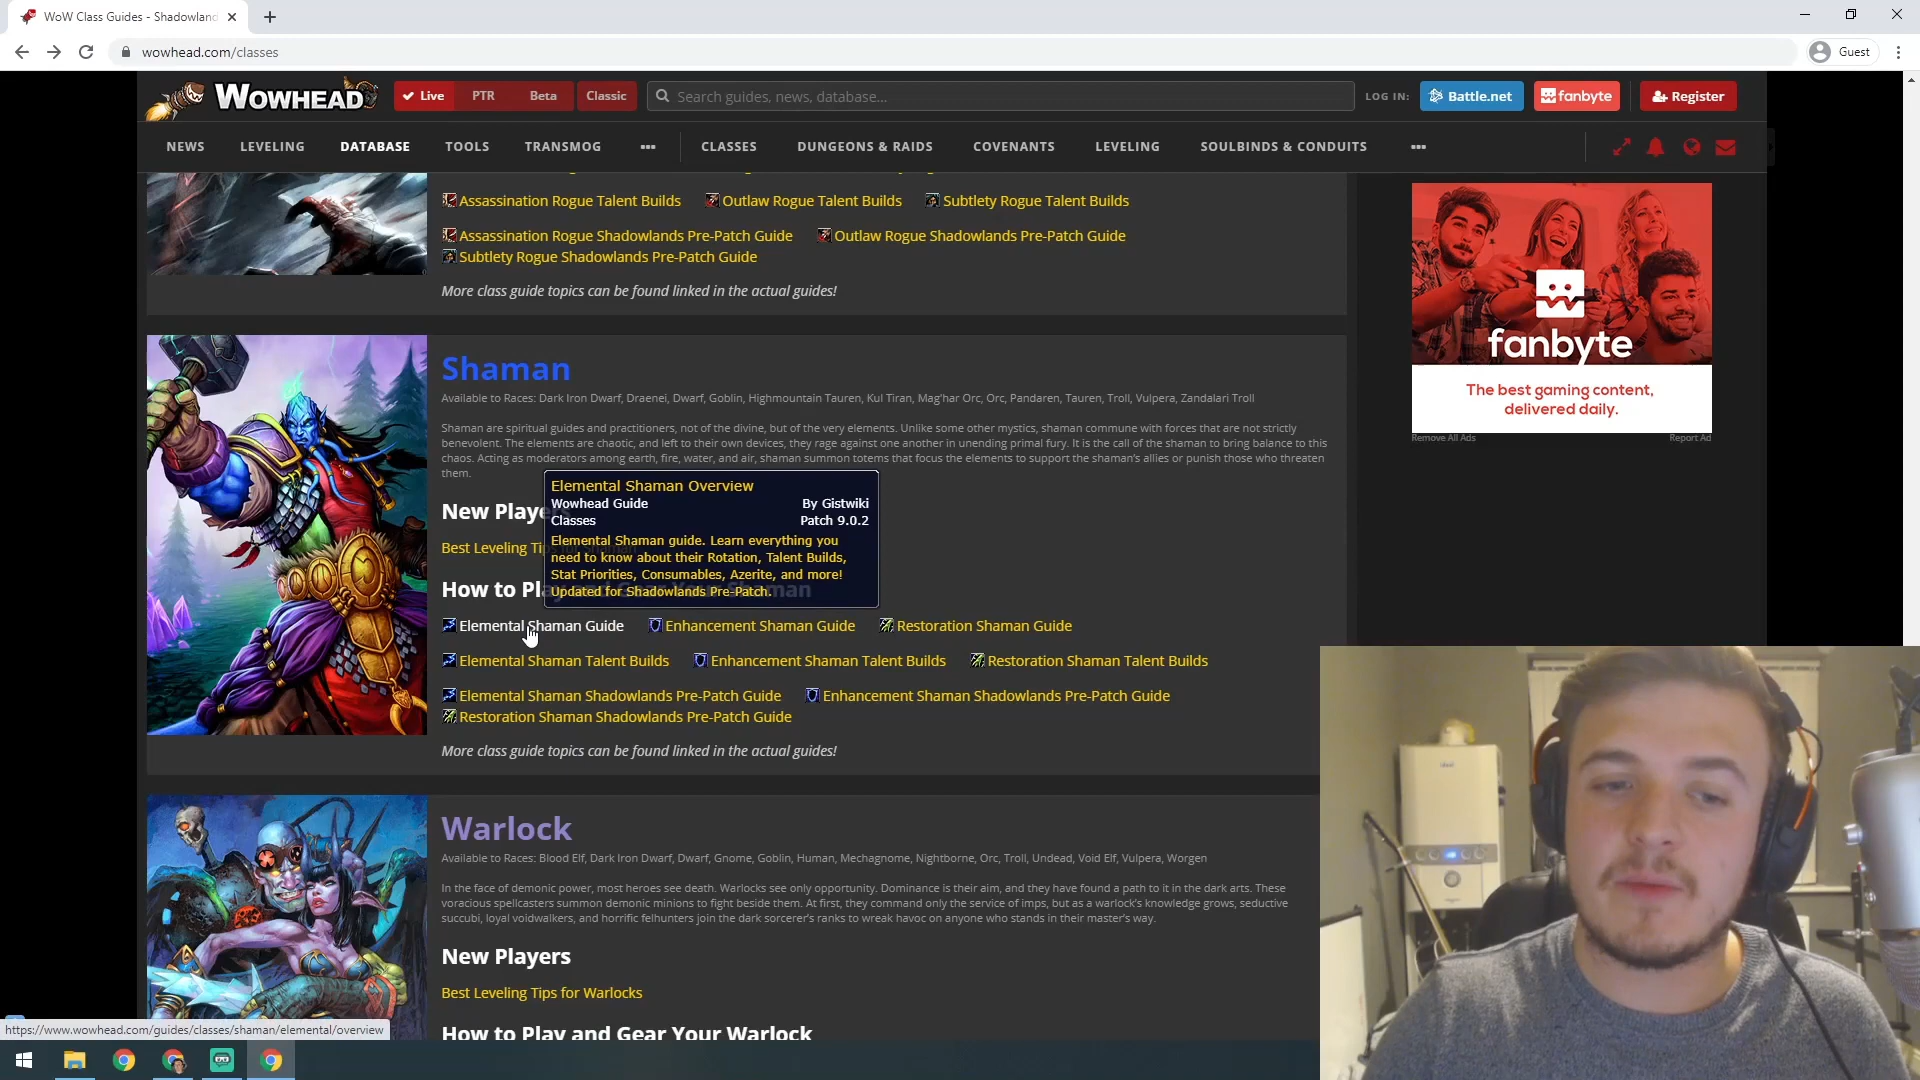 WoW Class Guides - Shadowland
wowhead.com/classes
Guest
WOWHEAD
Live PTR Beta Classic
Search guides, news, database...
LOG IN: Battle.net fanbyte Register
NEWS LEVELING DATABASE TOOLS TRANSMOG ••• CLASSES DUNGEONS & RAIDS COVENANTS LEVELING SOULBINDS & CONDUITS •••
Assassination Rogue Talent Builds Outlaw Rogue Talent Builds Subtlety Rogue Talent Builds
Assassination Rogue Shadowlands Pre-Patch Guide Outlaw Rogue Shadowlands Pre-Patch Guide
Subtlety Rogue Shadowlands Pre-Patch Guide
More class guide topics can be found linked in the actual guides!
fanbyte
The best gaming content,
delivered daily.
Remove All Ads Report Ad
Shaman
Available to Races: Dark Iron Dwarf, Draenei, Dwarf, Goblin, Highmountain Tauren, Kul Tiran, Mag'har Orc, Orc, Pandaren, Tauren, Troll, Vulpera, Zandalari Troll
Shaman are spiritual guides and practitioners, not of the divine, but of the very elements. Unlike some other mystics, shaman commune with forces that are not strictly
benevolent. The elements are chaotic, and left to their own devices, they rage against one another in unending primal fury. It is the call of the shaman to bring balance to this
chaos. Acting as moderators among earth, fire, water, and air, shaman summon totems that focus the elements to support the shaman's allies or punish those who threaten
them.
Elemental Shaman Overview
Wowhead Guide By Gistwiki
Classes Patch 9.0.2
Elemental Shaman guide. Learn everything you
need to know about their Rotation, Talent Builds,
Stat Priorities, Consumables, Azerite, and more!
Updated for Shadowlands Pre-Patch.
New Players
Best Leveling Tips for Shaman
How to Play and Gear Your Shaman
Elemental Shaman Guide Enhancement Shaman Guide Restoration Shaman Guide
Elemental Shaman Talent Builds Enhancement Shaman Talent Builds Restoration Shaman Talent Builds
Elemental Shaman Shadowlands Pre-Patch Guide Enhancement Shaman Shadowlands Pre-Patch Guide
Restoration Shaman Shadowlands Pre-Patch Guide
More class guide topics can be found linked in the actual guides!
Warlock
Available to Races: Blood Elf, Dark Iron Dwarf, Dwarf, Gnome, Goblin, Human, Mechagnome, Nightborne, Orc, Troll, Undead, Void Elf, Vulpera, Worgen
In the face of demonic power, most heroes see death. Warlocks see only opportunity. Dominance is their aim, and they have found a path to it in the dark arts. These
voracious spellcasters summon demonic minions to fight beside them. At first, they command only the service of imps, but as a warlock's knowledge grows, seductive
succubi, loyal voidwalkers, and horrific felhunters join the dark sorcerer's ranks to wreak havoc on anyone who stands in their master's way.
New Players
Best Leveling Tips for Warlocks
How to Play and Gear Your Warlock
https://www.wowhead.com/guides/classes/shaman/elemental/overview